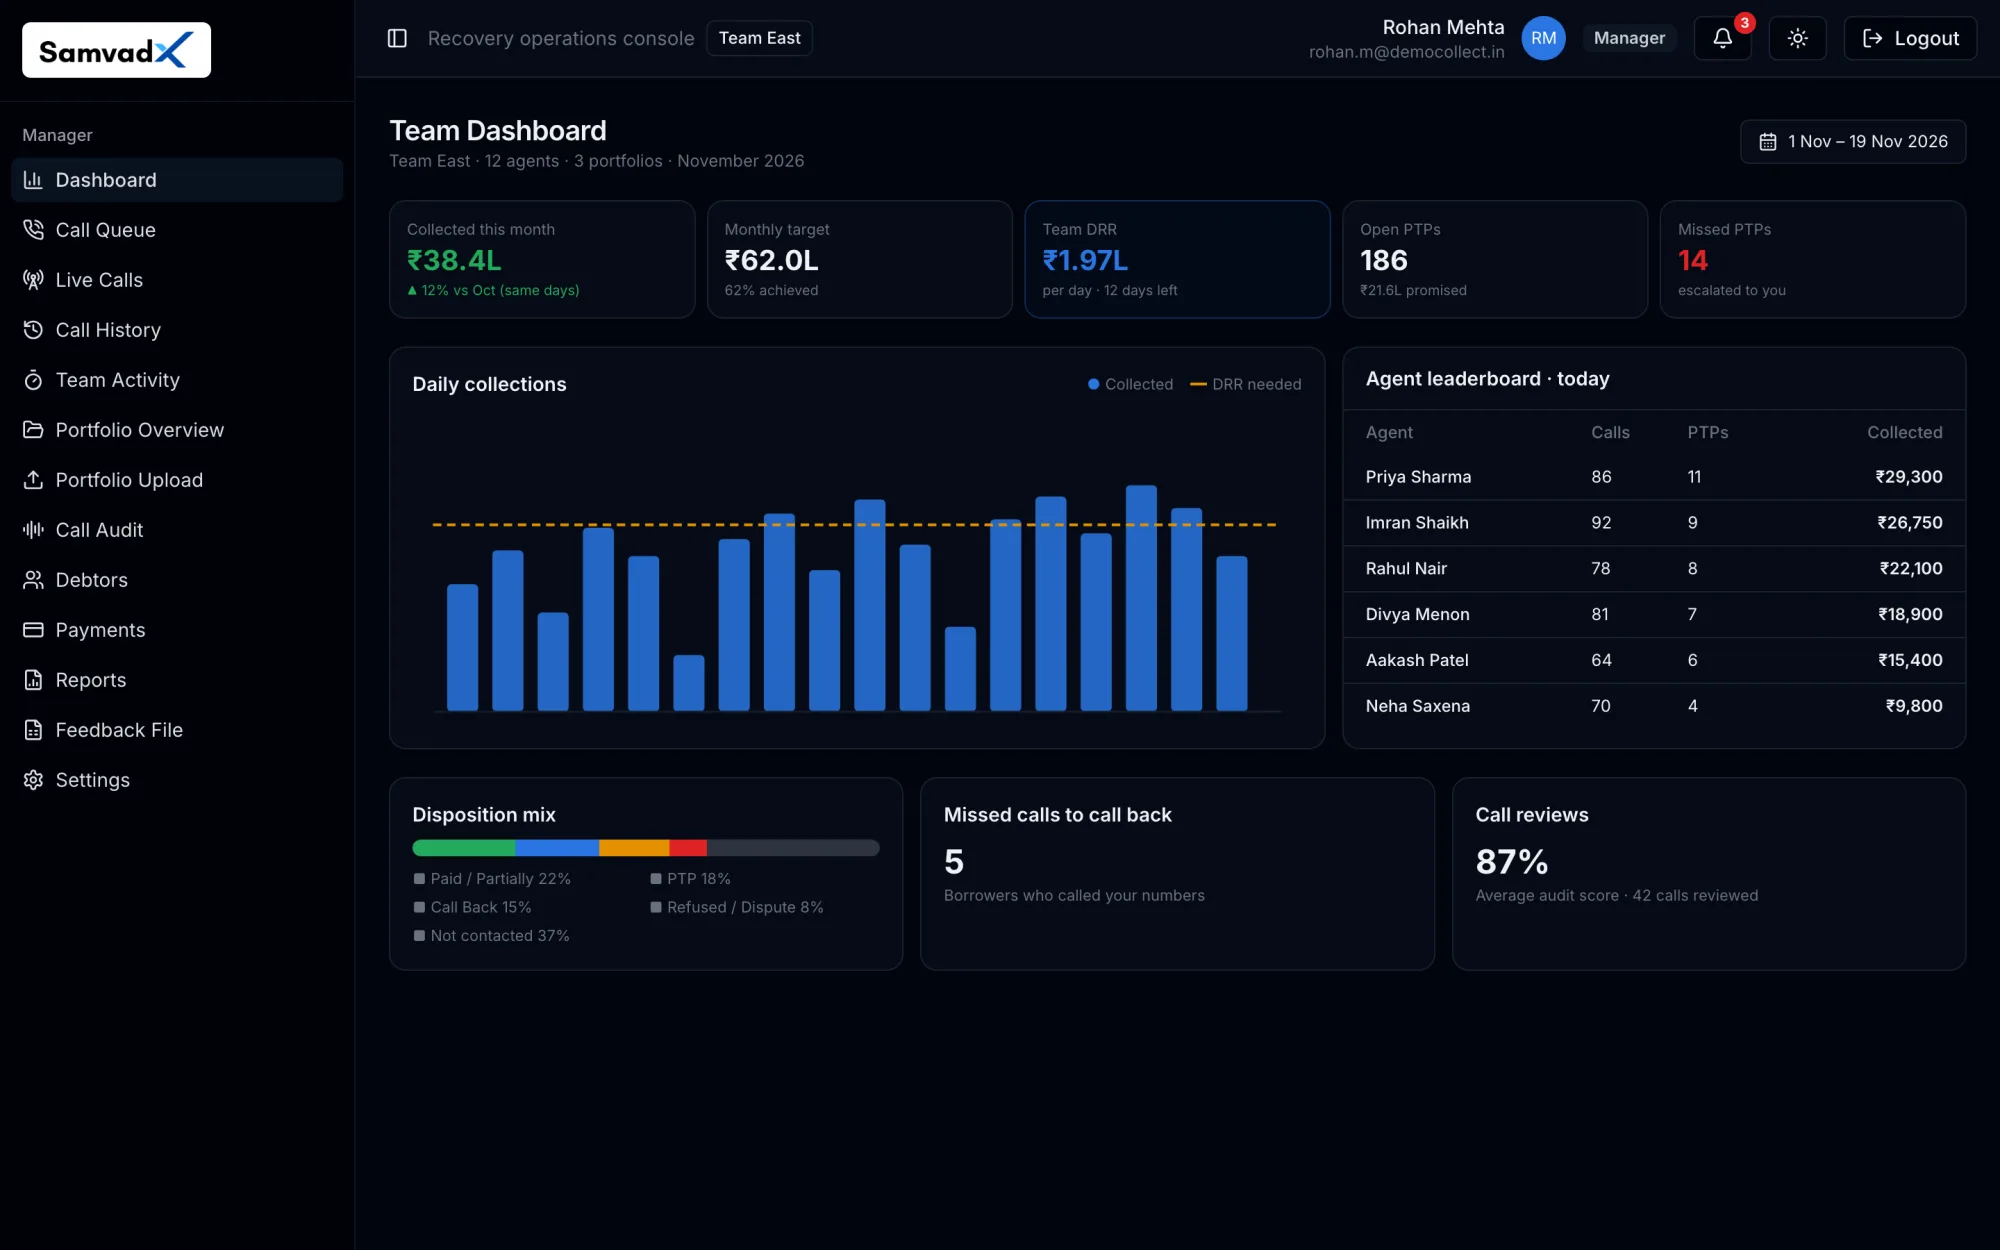 SamvadX
Recovery operations console
Team East
Rohan Mehta
rohan.m@democollect.in
RM
Manager
3
Logout
Manager
Dashboard
Call Queue
Live Calls
Call History
Team Activity
Portfolio Overview
Portfolio Upload
Call Audit
Debtors
Payments
Reports
Feedback File
Settings
Team Dashboard
Team East · 12 agents · 3 portfolios · November 2026
1 Nov – 19 Nov 2026
Collected this month
₹38.4L
▲ 12% vs Oct (same days)
Monthly target
₹62.0L
62% achieved
Team DRR
₹1.97L
per day · 12 days left
Open PTPs
186
₹21.6L promised
Missed PTPs
14
escalated to you
Daily collections
Collected
DRR needed
Agent leaderboard · today
Agent Calls PTPs Collected
Priya Sharma 86 11 ₹29,300
Imran Shaikh 92 9 ₹26,750
Rahul Nair 78 8 ₹22,100
Divya Menon 81 7 ₹18,900
Aakash Patel 64 6 ₹15,400
Neha Saxena 70 4 ₹9,800
Disposition mix
Paid / Partially 22%
PTP 18%
Call Back 15%
Refused / Dispute 8%
Not contacted 37%
Missed calls to call back
5
Borrowers who called your numbers
Call reviews
87%
Average audit score · 42 calls reviewed